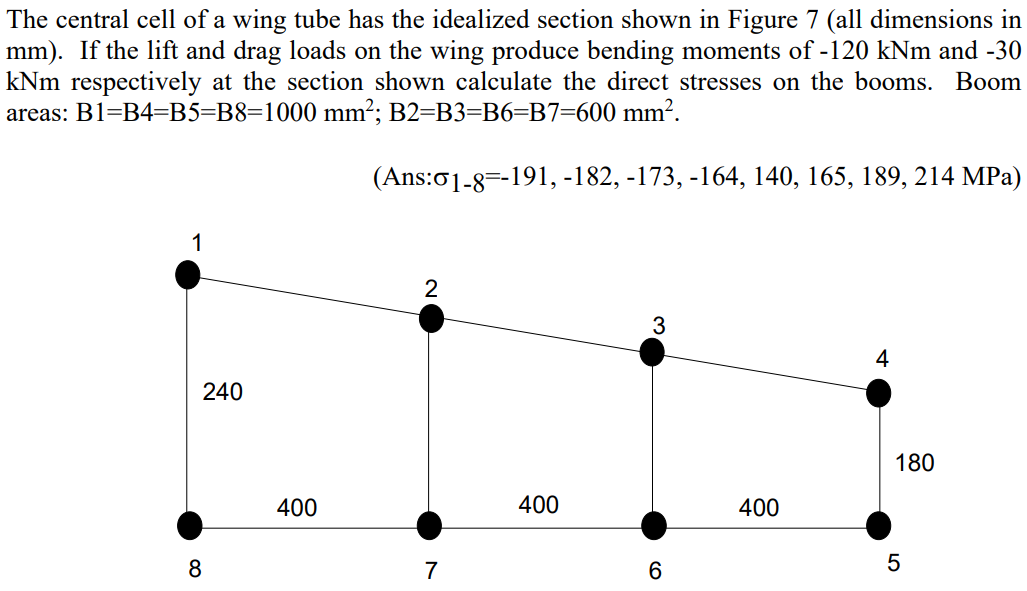 The central cell of a wing tube has the idealized section shown in Figure 7 (all dimensions in
mm). If the lift and drag loads on the wing produce bending moments of -120 kNm and -30
kNm respectively at the section shown calculate the direct stresses on the booms. Boom
areas: B1=B4=B5=B8=1000 mm²; B2=B3=B6=B7=600 mm².
(Ans:σ₁₋₈=-191, -182, -173, -164, 140, 165, 189, 214 MPa)
1
2
3
4
240
180
400
400
400
8
7
6
5